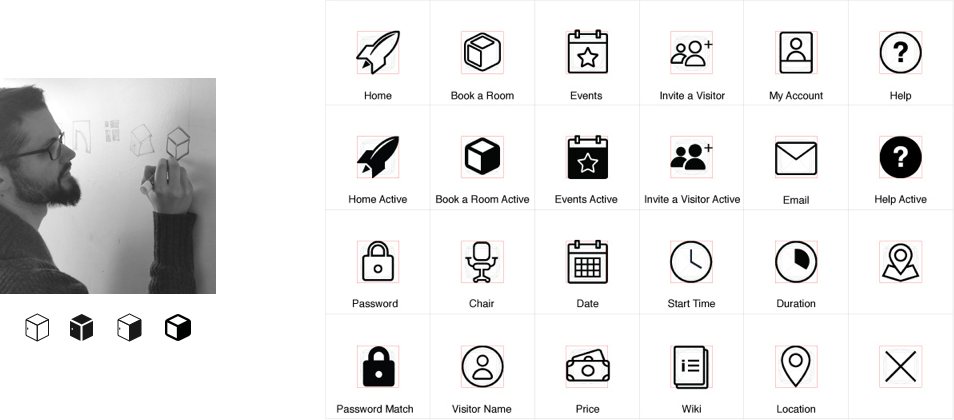 Home
Book a Room
Events
Invite a Visitor
My Account
Help
Home Active
Book a Room Active
Events Active
Invite a Visitor Active
Email
Help Active
Password
Chair
Date
Start Time
Duration
Password Match
Visitor Name
Price
Wiki
Location